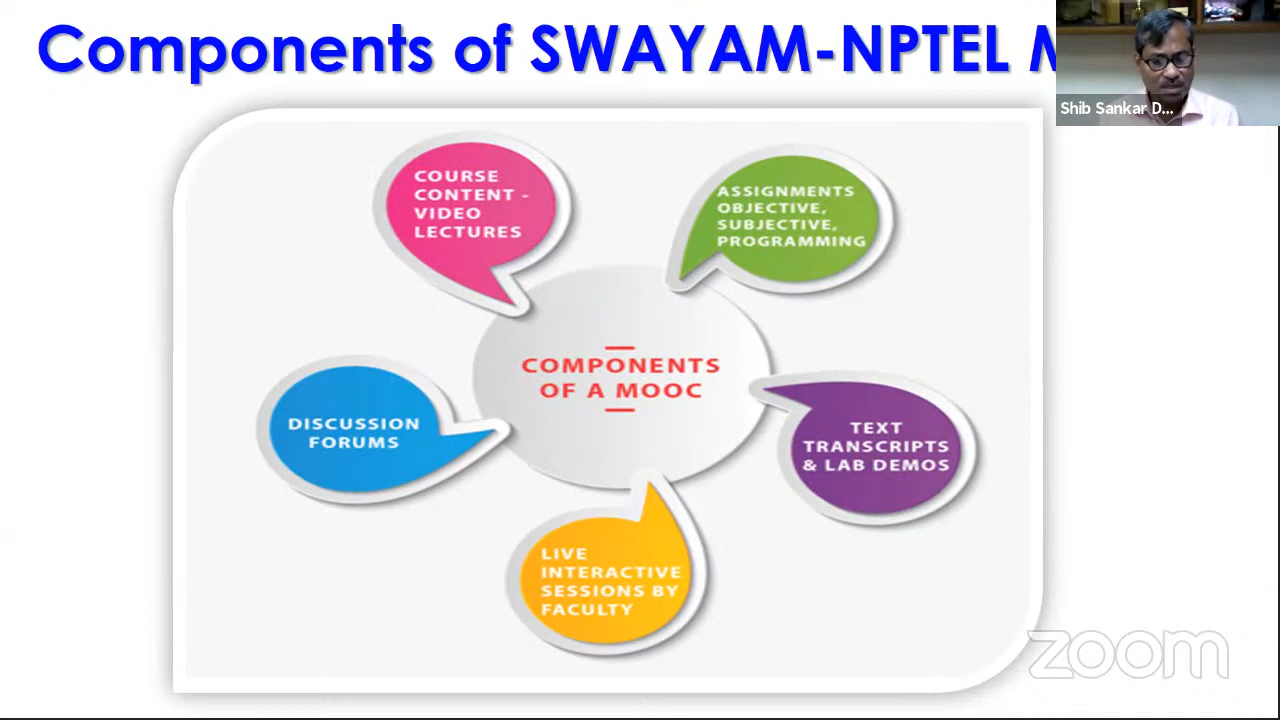 Components of SWAYAM-NPTEL M
Shib Sankar D...
COURSE
CONTENT -
VIDEO
LECTURES
ASSIGNMENTS
OBJECTIVE,
SUBJECTIVE,
PROGRAMMING
COMPONENTS
OF A MOOC
DISCUSSION
FORUMS
TEXT
TRANSCRIPTS
& LAB DEMOS
LIVE
INTERACTIVE
SESSIONS BY
FACULTY
zoom